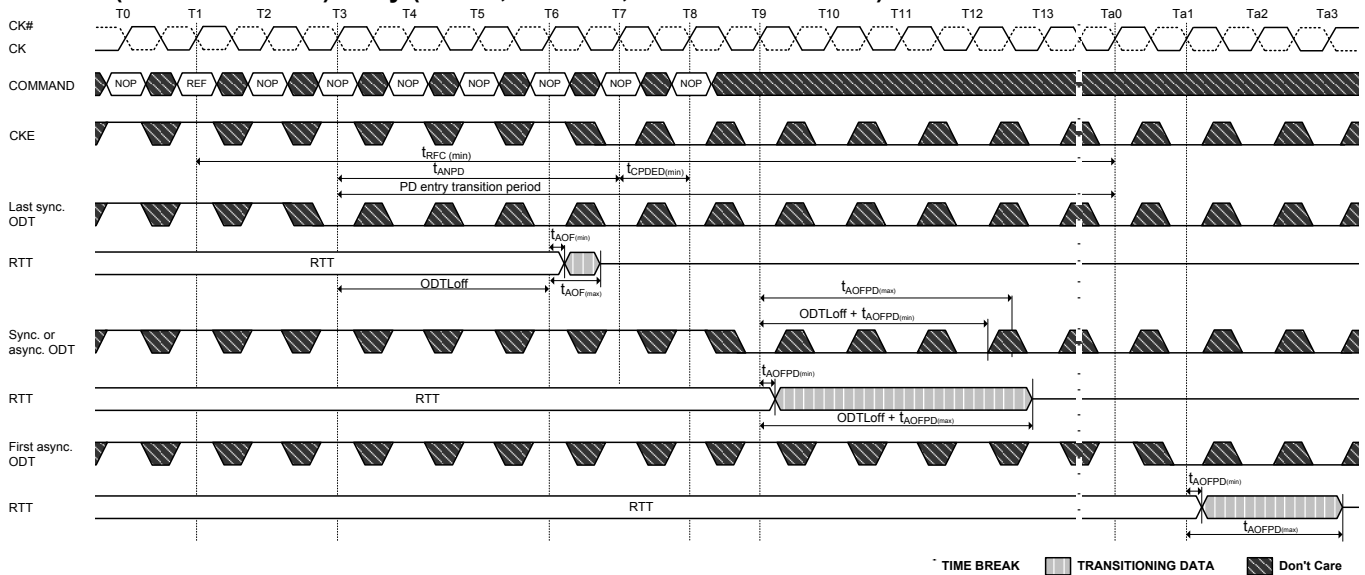 T0 T1 T2 T3 T4 T5 T6 T7 T8 T9 T10 T11 T12 T13 Ta0 Ta1 Ta2 Ta3
CK#
CK
COMMAND NOP REF NOP NOP NOP NOP NOP NOP NOP
CKE
tRFC (min)
tANPD tCPDED(min)
PD entry transition period
Last sync.
ODT
tAOF(min)
RTT RTT
ODTLoff tAOF(max)
tAOFPD(max)
ODTLoff + tAOFPD(min)
Sync. or
async. ODT
tAOFPD(min)
RTT RTT
ODTLoff + tAOFPD(max)
First async.
ODT
tAOFPD(min)
RTT RTT
tAOFPD(max)
TIME BREAK TRANSITIONING DATA Don't Care